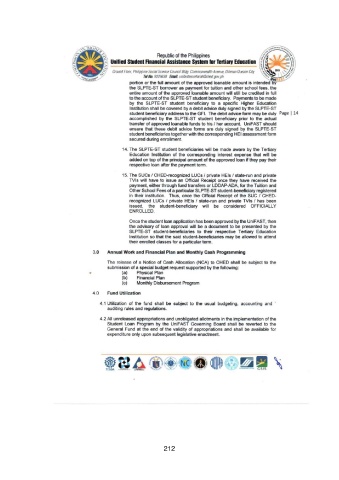 Republic of the Philippines
Unified Student Financial Assistance System for Tertiary Education
portion or the full amount of the approved loanable amount is intended by
the SLPTE-ST borrower as payment for tuition and other school fees, the
entire amount of the approved loanable amount will still be credited in full
to the account of the SLPTE-ST student beneficiary. Payments to be made
by the SLPTE-ST student beneficiary to a specific Higher Education
Institution shall be covered by a debit advice duly signed by the SLPTE-ST
student beneficiary address to the GFI. The debit advice form may be duly Page | 14
accomplished by the SLPTE-ST student beneficiary prior to the actual
transfer of approved loanable funds to his / her account. UniFAST should
ensure that these debit advice forms are duly signed by the SLPTE-ST
student beneficiaries together with the corresponding HEI assessment form
secured during enrollment.
14. The SLPTE-ST student beneficiaries will be made aware by the Tertiary
Education Institution of the corresponding interest expense that will be
added on top of the principal amount of the approved loan if they pay their
respective loan after the payment term.
15. The SUCs / CHED-recognized LUCs / private HEIs / state-run and private
TVIs will have to issue an Official Receipt once they have received the
payment, either through fund transfers or LDDAP-ADA, for the Tuition and
Other School Fees of a particular SLPTE-ST student beneficiary registered
in their institution. Thus, once the Official Receipt of the SUC / CHED-
recognized LUCs / private HEIs / state-run and private TVIs / has been
issued, the student-beneficiary will be considered OFFICIALLY
ENROLLED.
Once the student loan application has been approved by the UniFAST, then
the advisory of loan approval will be a document to be presented by the
SLPTE-ST student-beneficiaries to their respective Tertiary Education
Institution so that the said student-beneficiaries may be allowed to attend
their enrolled classes for a particular term.
3.0 Annual Work and Financial Plan and Monthly Cash Programming
The release of a Notice of Cash Allocation (NCA) to CHED shall be subject to the
submission of a special budget request supported by the following:
(a) Physical Plan
(b) Financial Plan
(c) Monthly Disbursement Program
4.0 Fund Utilization
4.1 Utilization of the fund shall be subject to the usual budgeting, accounting and
auditing rules and regulations.
4.2 All unreleased appropriations and unobligated allotments in the implementation of the
Student Loan Program by the UniFAST Governing Board shall be reverted to the
General Fund at the end of the validity of appropriations and shall be available for
expenditure only upon subsequent legislative enactment.
NC
212